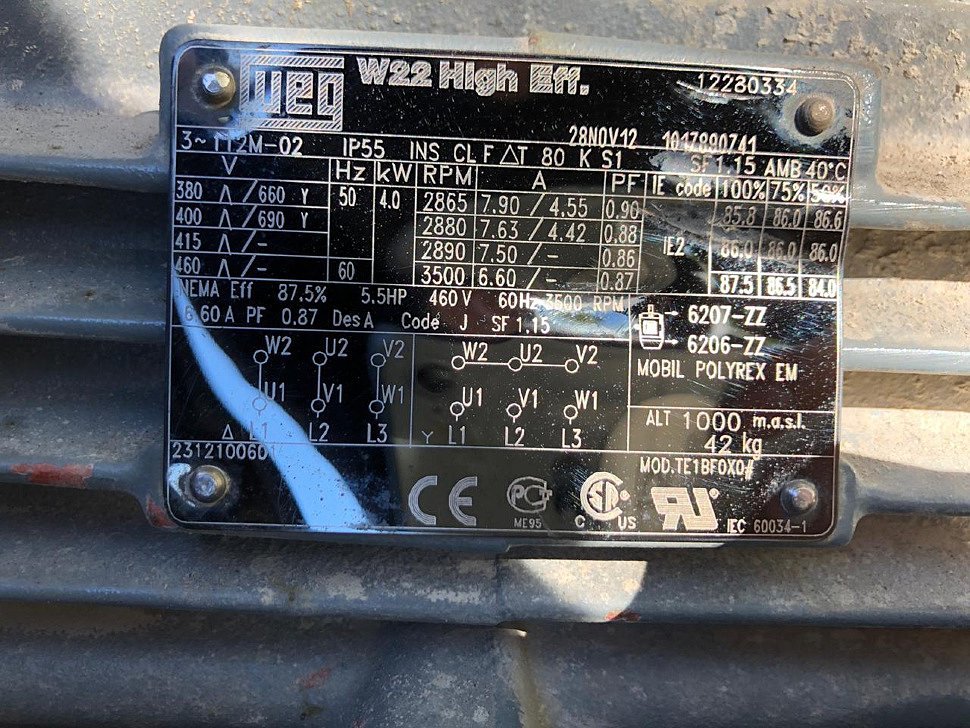 WEG W22 High Eff. 12280334
28NOV12 1017890741
3~ 112M-02 IP55 INS CL F △T 80 K S1 SF 1.15 AMB 40°C
V Hz kW RPM A PF IE code 100% 75% 50%
380 △/660 Y 50 4.0 2865 7.90 / 4.55 0.90 85.8 86.0 86.6
400 △/690 Y 2880 7.63 / 4.42 0.88 IE2 86.0 86.0 86.0
415 △/- 2890 7.50 / - 0.86
460 △/- 60 3500 6.60 / - 0.87 87.5 86.5 84.0
NEMA Eff 87.5% 5.5HP 460 V 60Hz 3500 RPM
6.60 A PF 0.87 Des A Code J SF 1.15
6207-ZZ
6206-ZZ
MOBIL POLYREX EM
W2 U2 V2 W2 U2 V2
U1 V1 W1 U1 V1 W1
△ L1 L2 L3 Y L1 L2 L3
ALT 1000 m.a.s.l.
42 kg
MOD.TE1BF0X0
CE PCT ME95 C SA US RU IEC 60034-1